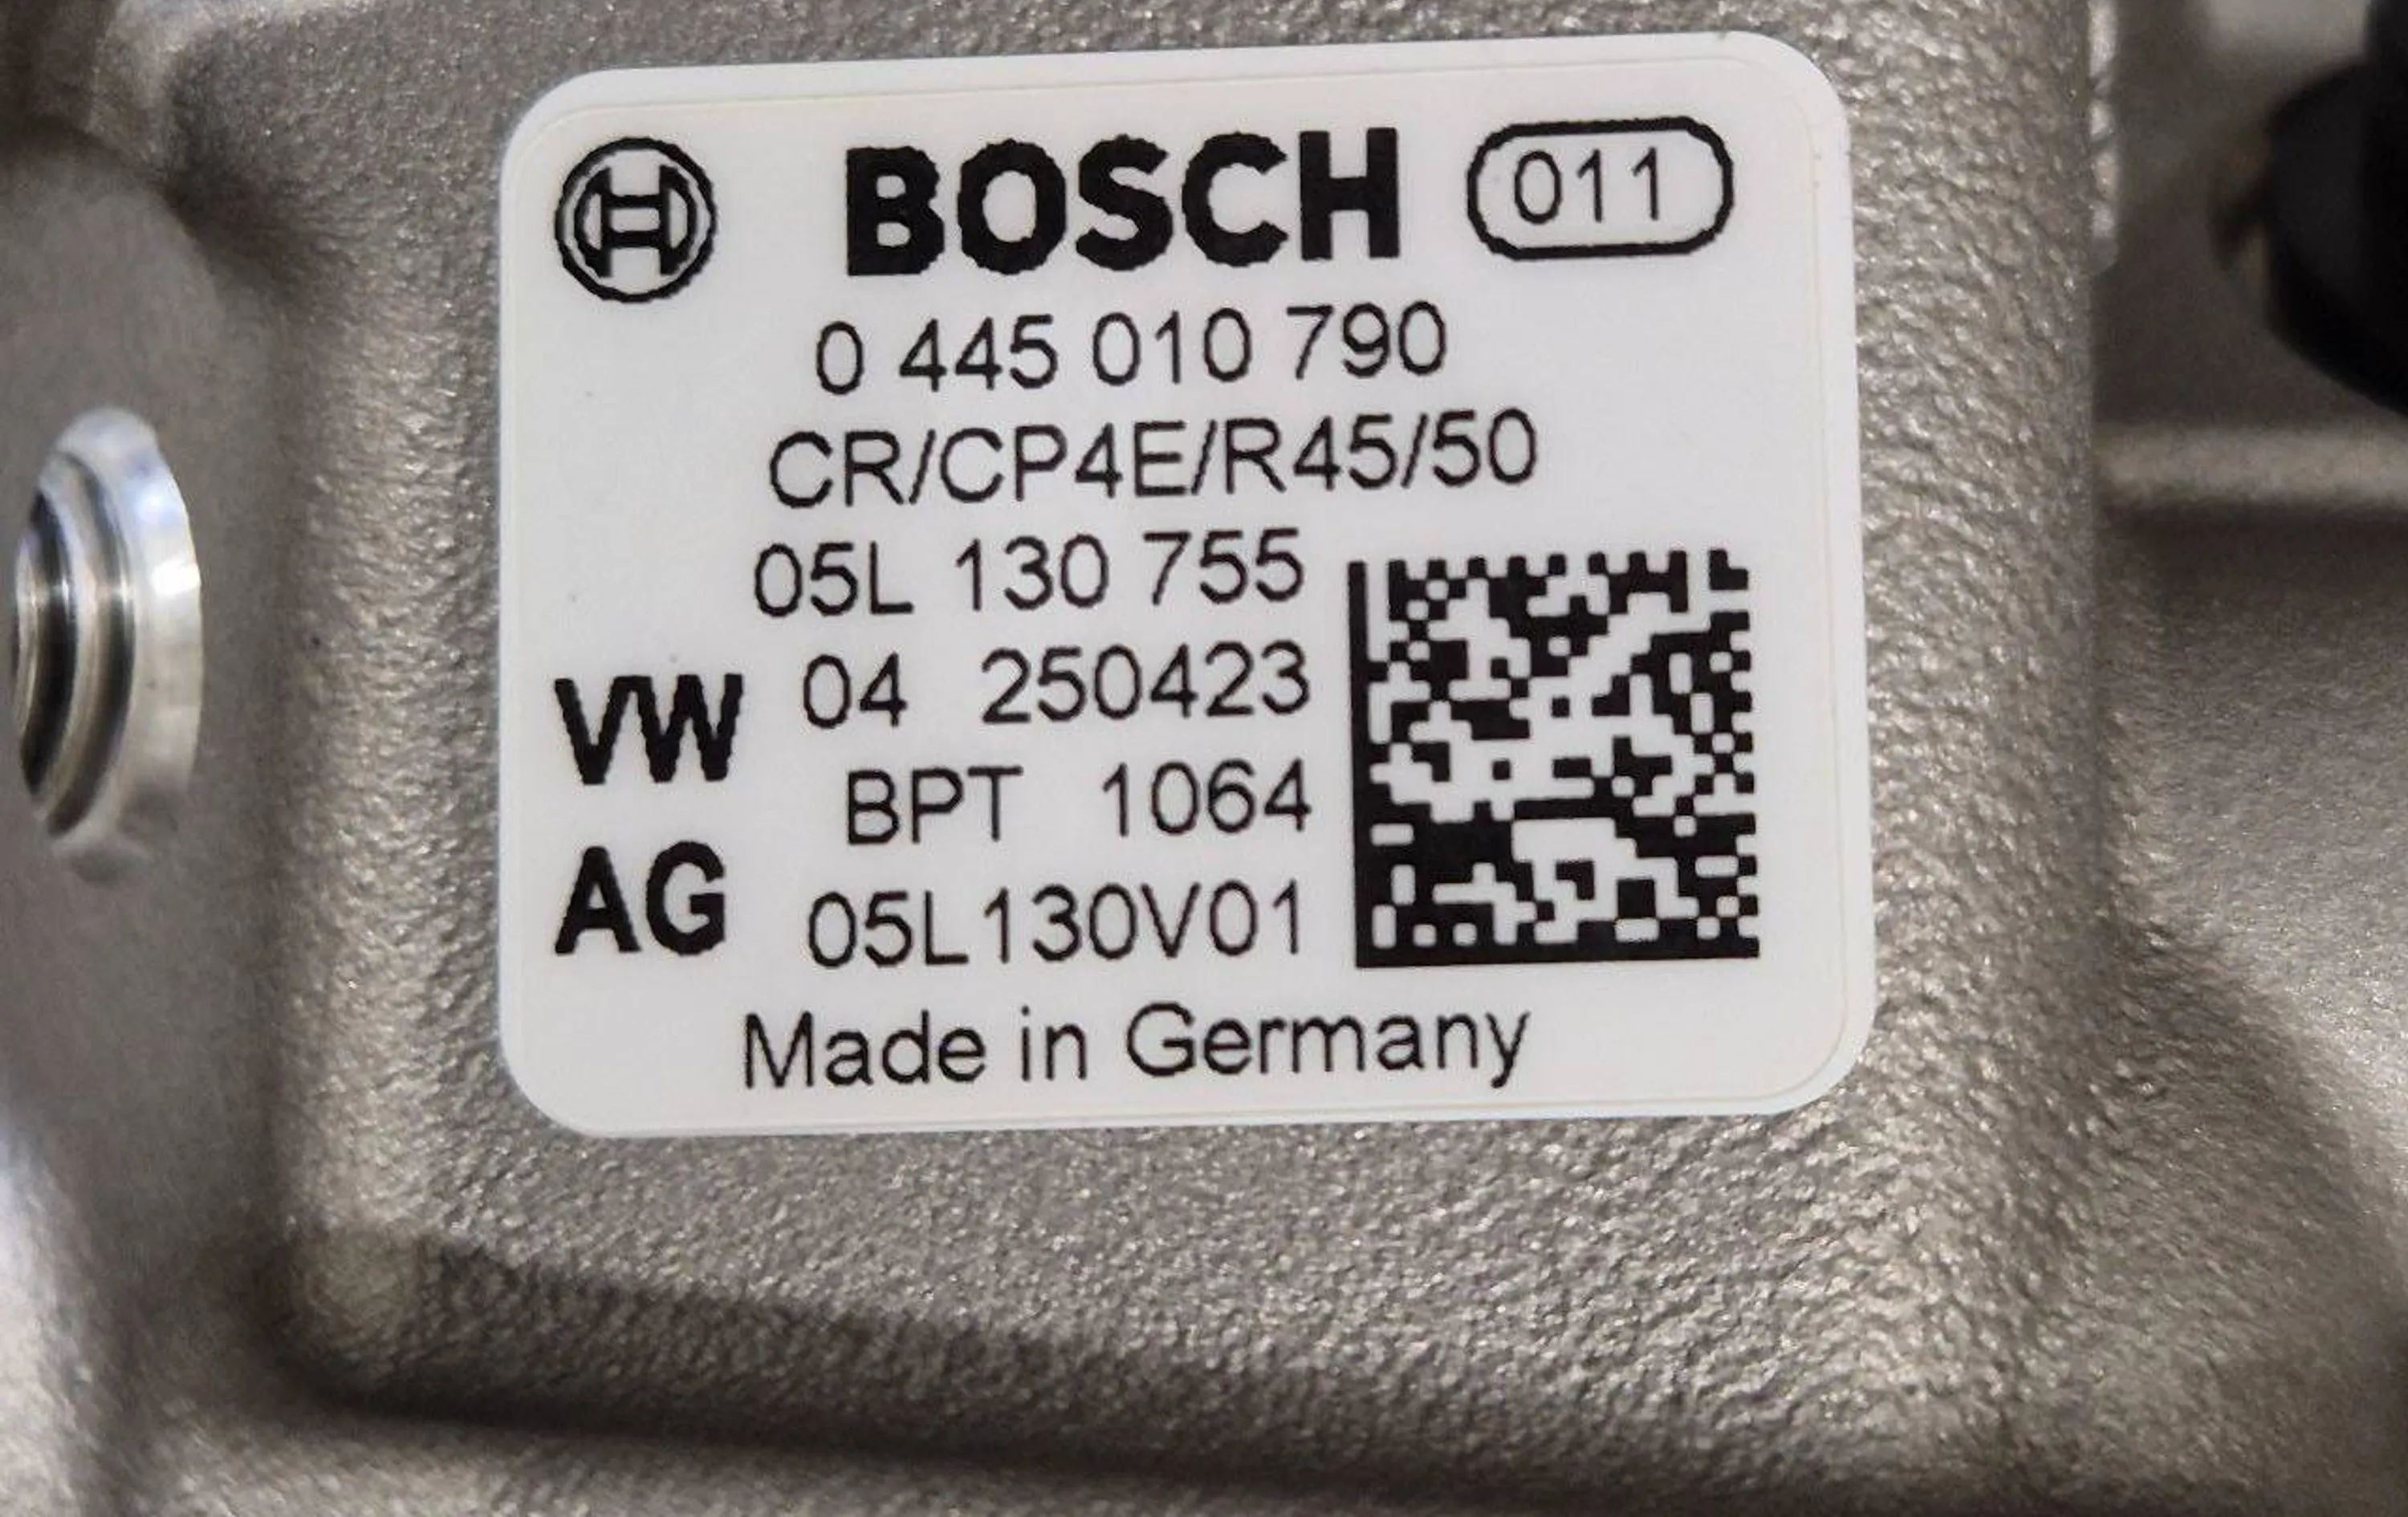 BOSCH 011
0 445 010 790
CR/CP4E/R45/50
05L 130 755
VW 04 250423
BPT 1064
AG 05L130V01
Made in Germany